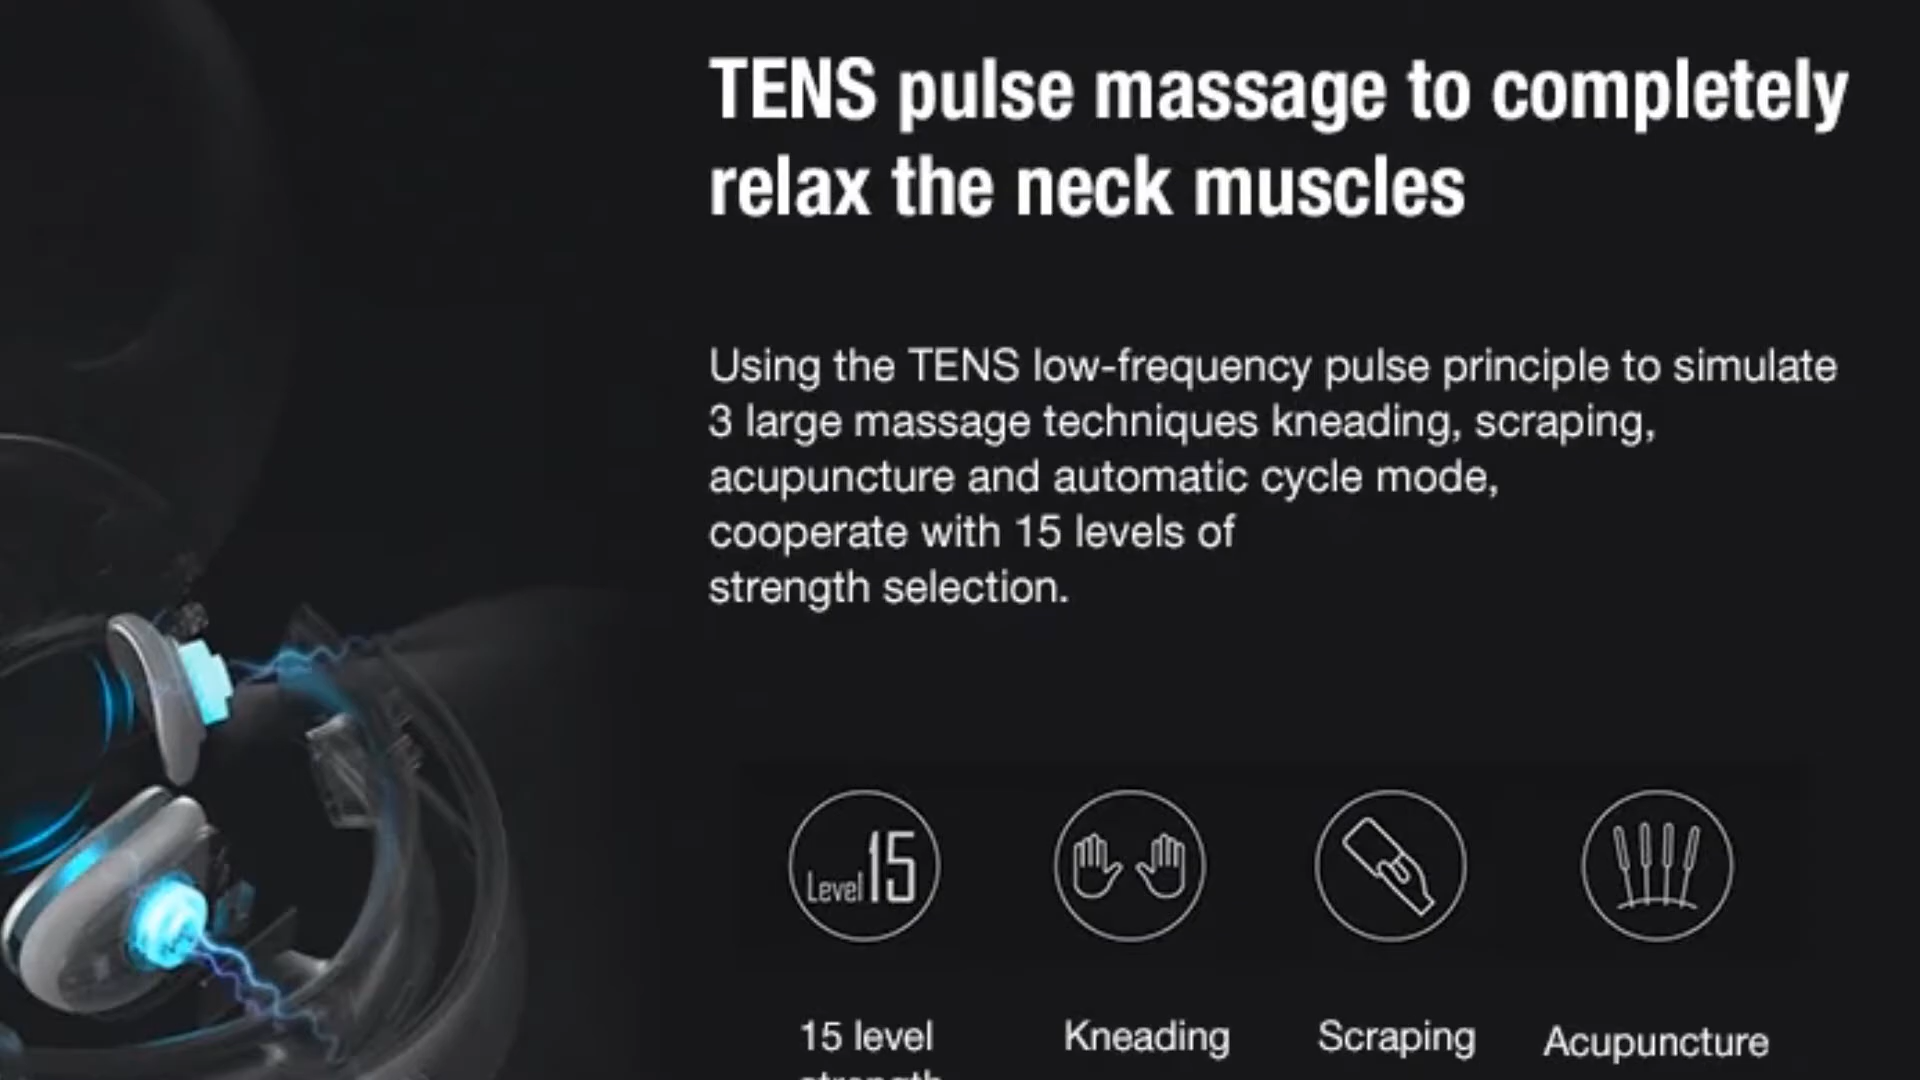 TENS pulse massage to completely
relax the neck muscles
Using the TENS low-frequency pulse principle to simulate
3 large massage techniques kneading, scraping,
acupuncture and automatic cycle mode,
cooperate with 15 levels of
strength selection.
Level 15
15 level
strength
Kneading
Scraping
Acupuncture